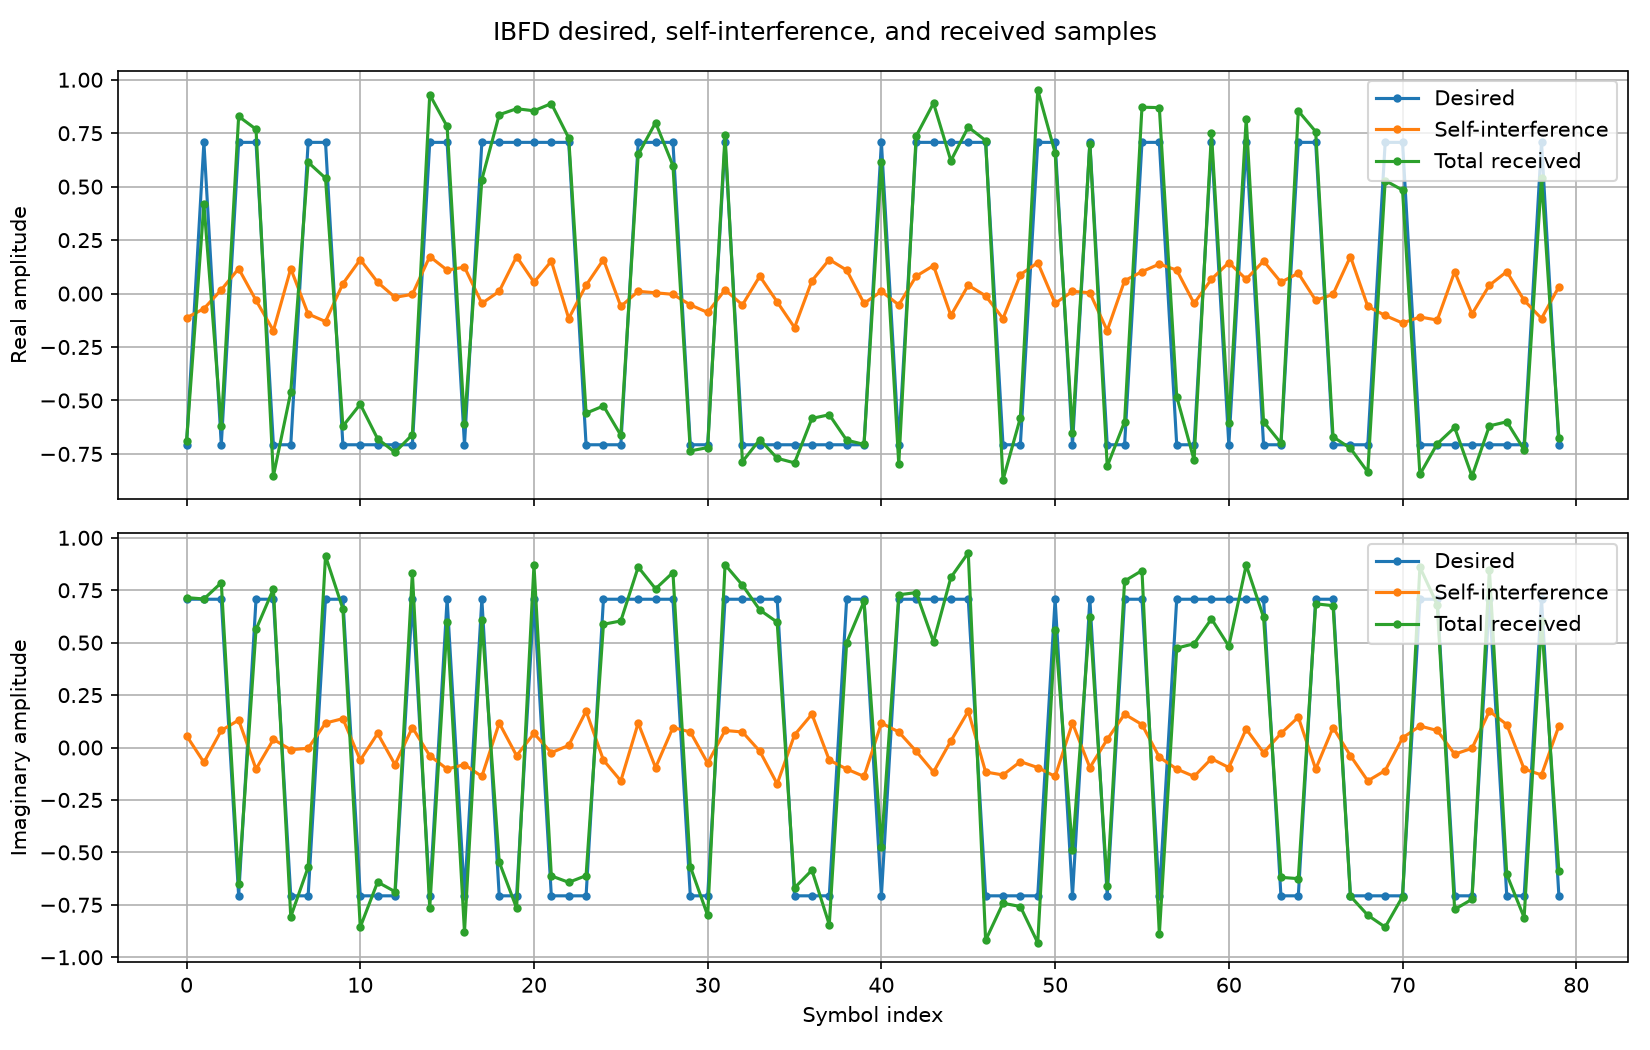 IBFD desired, self-interference, and received samples
1.00
0.75
0.50
0.25
0.00
−0.25
−0.50
−0.75
Real amplitude
Desired
Self-interference
Total received
1.00
0.75
0.50
0.25
0.00
−0.25
−0.50
−0.75
−1.00
Imaginary amplitude
Desired
Self-interference
Total received
0 10 20 30 40 50 60 70 80
Symbol index